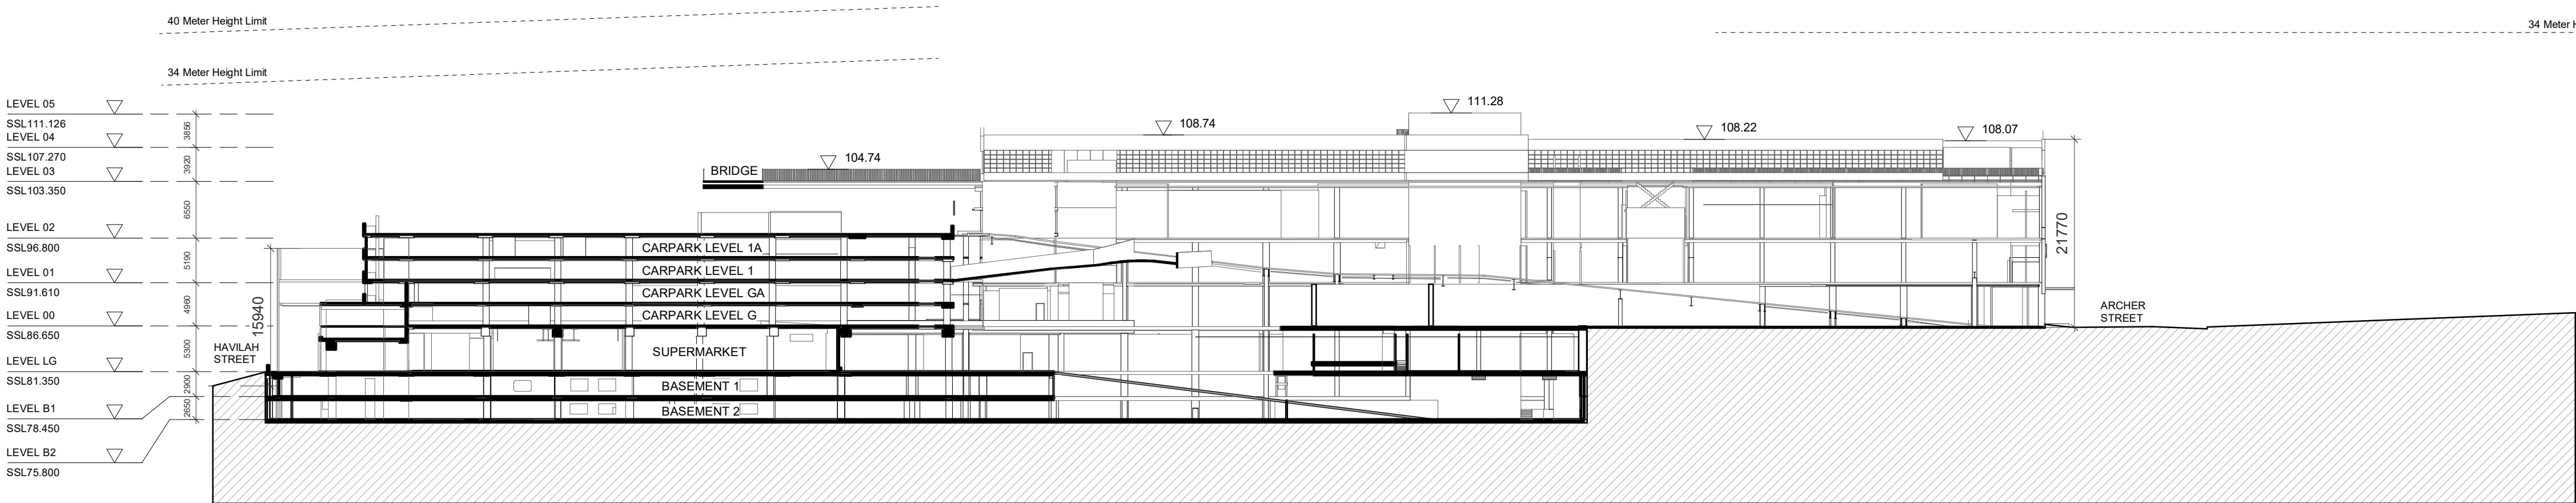 40 Meter Height Limit
34 Meter H
34 Meter Height Limit
LEVEL 05
SSL111.126
LEVEL 04
SSL107.270
LEVEL 03
SSL103.350
LEVEL 02
SSL96.800
LEVEL 01
SSL91.610
LEVEL 00
SSL86.650
LEVEL LG
SSL81.350
LEVEL B1
SSL78.450
LEVEL B2
SSL75.800
3856
3920
6550
5190
4960
5300
2900
2650
15940
HAVILAH
STREET
BRIDGE
104.74
108.74
111.28
108.22
108.07
CARPARK LEVEL 1A
CARPARK LEVEL 1
CARPARK LEVEL GA
CARPARK LEVEL G
SUPERMARKET
BASEMENT 1
BASEMENT 2
21770
ARCHER
STREET